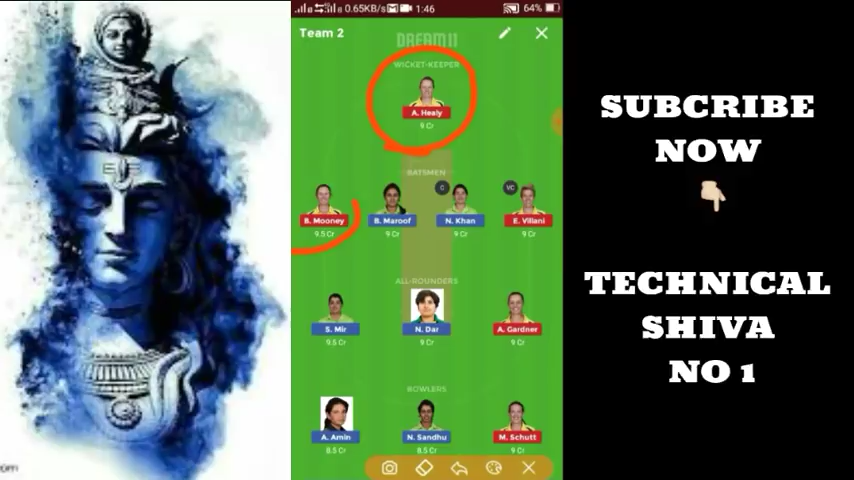 0.65KB/s
1:46
64%
Team 2
DREAM11
WICKET-KEEPER
A. Healy
9 Cr
BATSMEN
C
VC
B. Mooney
B. Maroof
N. Khan
E. Villani
9.5 Cr
9 Cr
9 Cr
9 Cr
ALL-ROUNDERS
S. Mir
N. Dar
A. Gardner
9.5 Cr
9 Cr
9 Cr
BOWLERS
A. Amin
N. Sandhu
M. Schutt
8.5 Cr
8.5 Cr
9 Cr
SUBCRIBE
NOW
TECHNICAL
SHIVA
NO 1
om